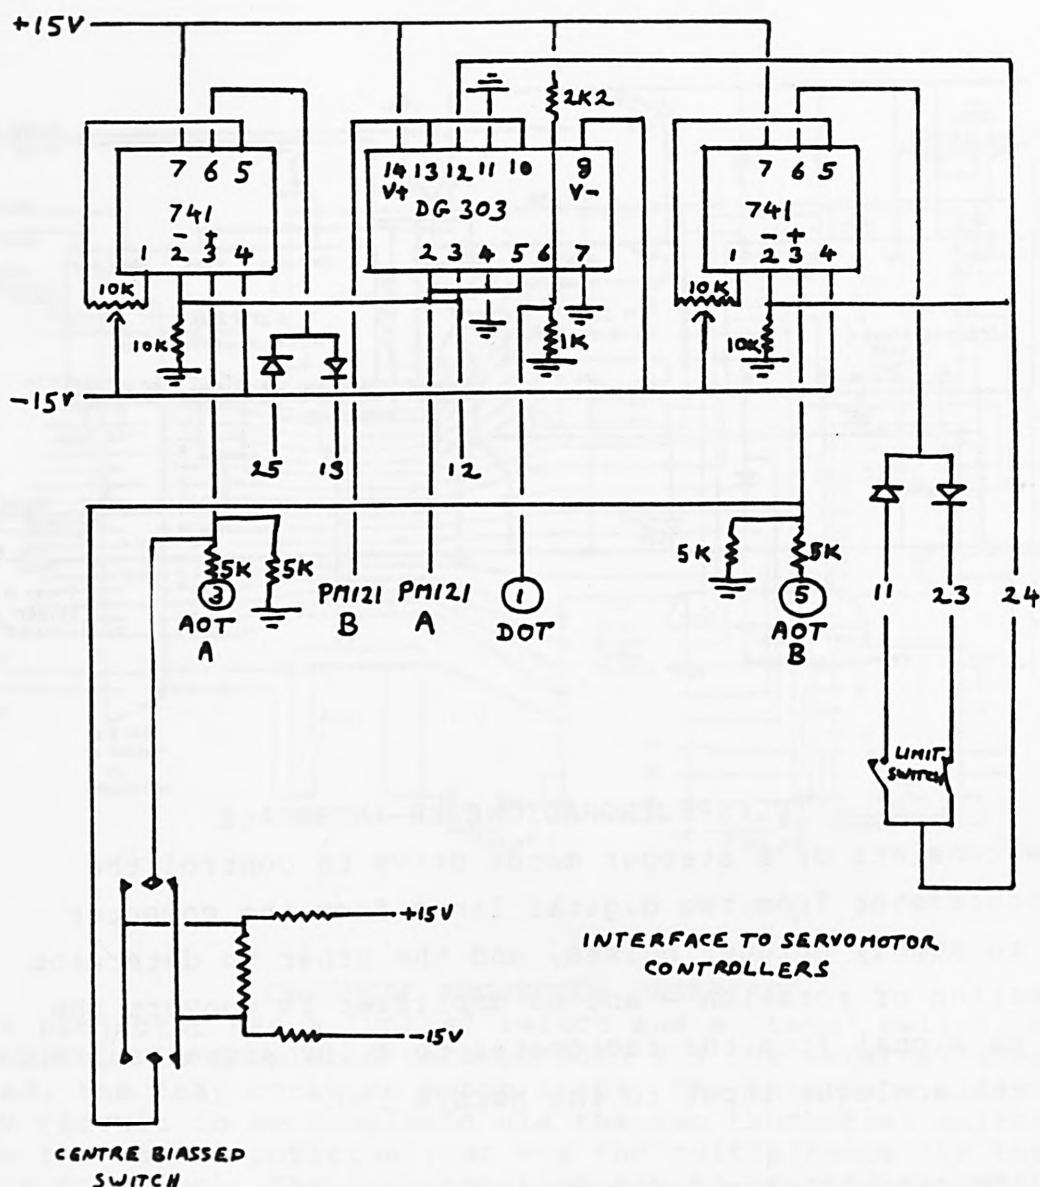 +15V
2K2
7 6 5
14 13 12 11 10 8
7 6 5
V+ V-
741
DG 303
741
- +
- +
1 2 3 4
2 3 4 5 6 7
1 2 3 4
10K
10K
10K
1K
10K
-15V
25 13 12
5K 5K
5K 5K
3
PM121
PM121
1
5
11 23 24
AOT
A
B
A
DOT
AOT
B
LIMIT
SWITCH
+15V
-15V
INTERFACE TO SERVOMOTOR
CONTROLLERS
CENTRE BIASSED
SWITCH